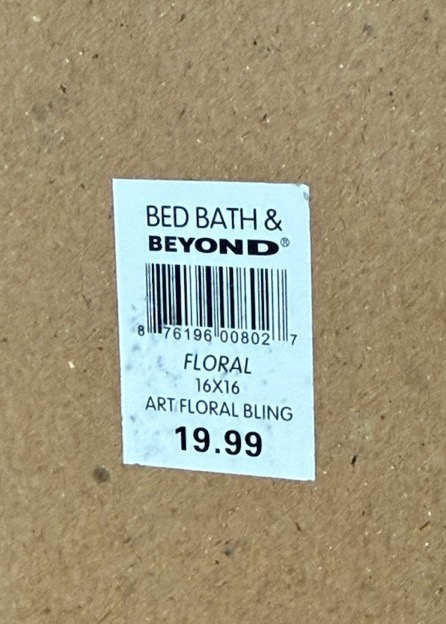 BED BATH &
BEYOND®
8 76196 00802 7
FLORAL
16X16
ART FLORAL BLING
19.99